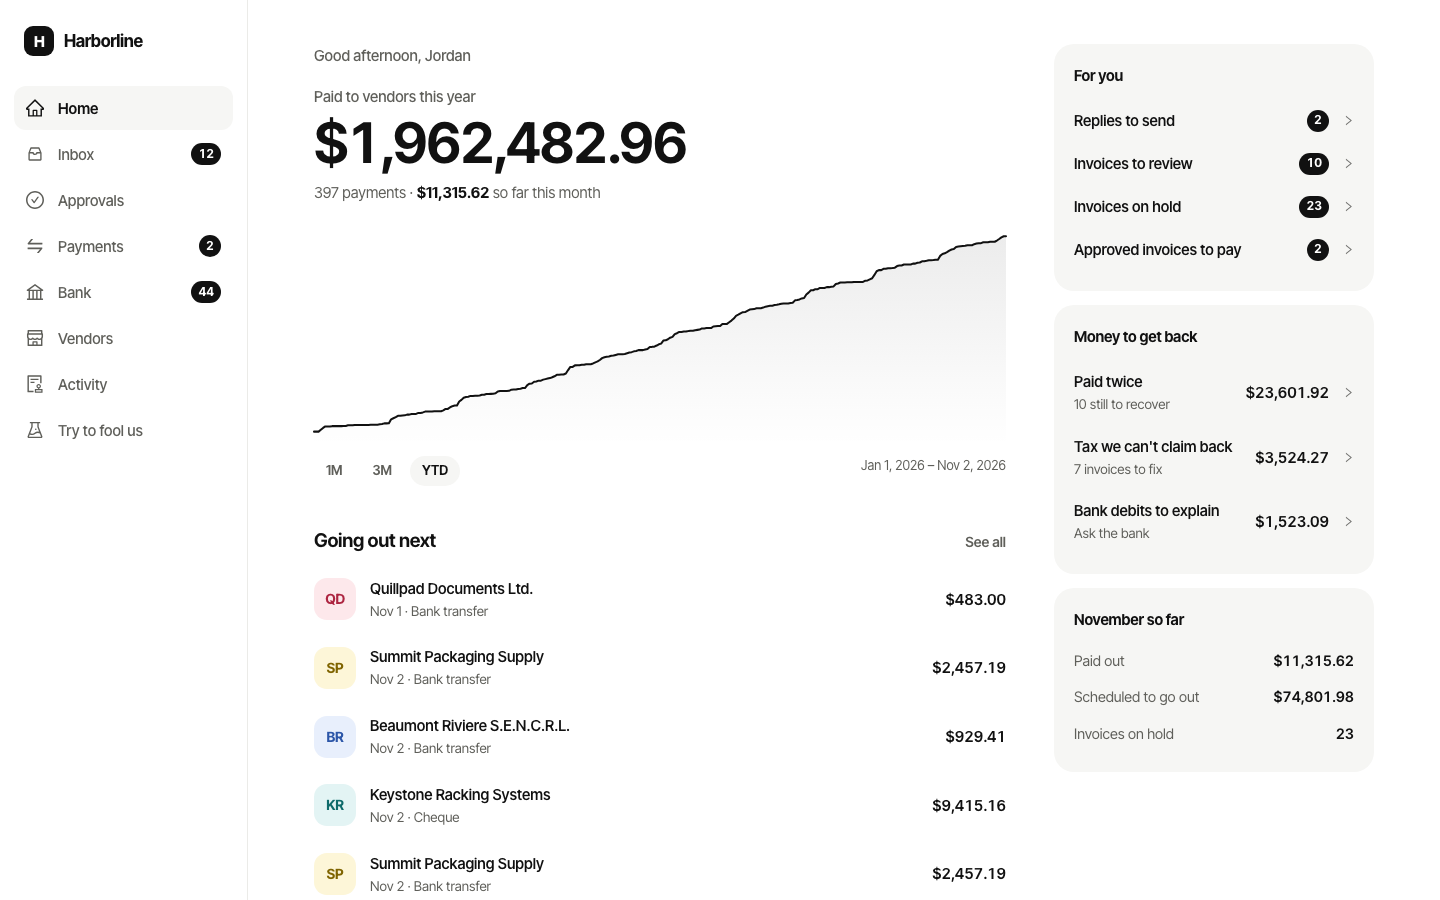 H Harborline
Home
Inbox 12
Approvals
Payments 2
Bank 44
Vendors
Activity
Try to fool us
Good afternoon, Jordan
Paid to vendors this year
$1,962,482.96
397 payments · $11,315.62 so far this month
1M 3M YTD Jan 1, 2026 – Nov 2, 2026
Going out next See all
QD Quillpad Documents Ltd. $483.00
Nov 1 · Bank transfer
SP Summit Packaging Supply $2,457.19
Nov 2 · Bank transfer
BR Beaumont Riviere S.E.N.C.R.L. $929.41
Nov 2 · Bank transfer
KR Keystone Racking Systems $9,415.16
Nov 2 · Cheque
SP Summit Packaging Supply $2,457.19
Nov 2 · Bank transfer
For you
Replies to send 2
Invoices to review 10
Invoices on hold 23
Approved invoices to pay 2
Money to get back
Paid twice $23,601.92
10 still to recover
Tax we can't claim back $3,524.27
7 invoices to fix
Bank debits to explain $1,523.09
Ask the bank
November so far
Paid out $11,315.62
Scheduled to go out $74,801.98
Invoices on hold 23